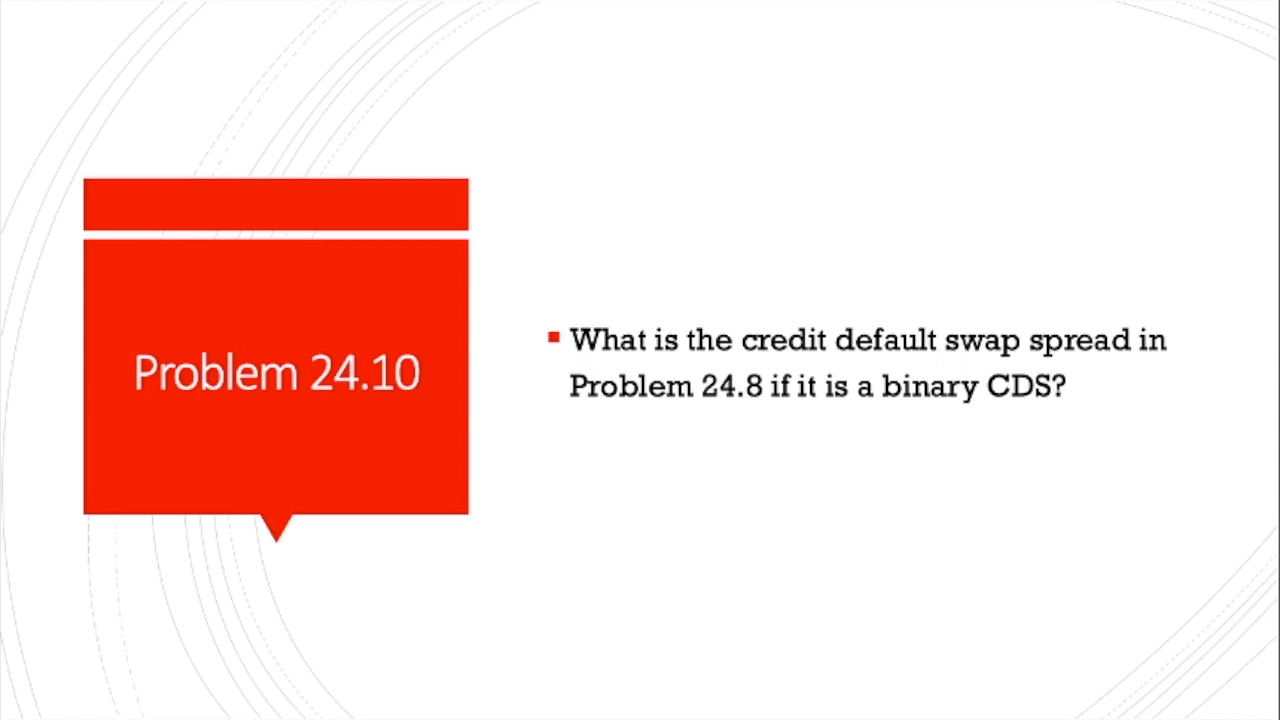 Problem 24.10
What is the credit default swap spread in
Problem 24.8 if it is a binary CDS?